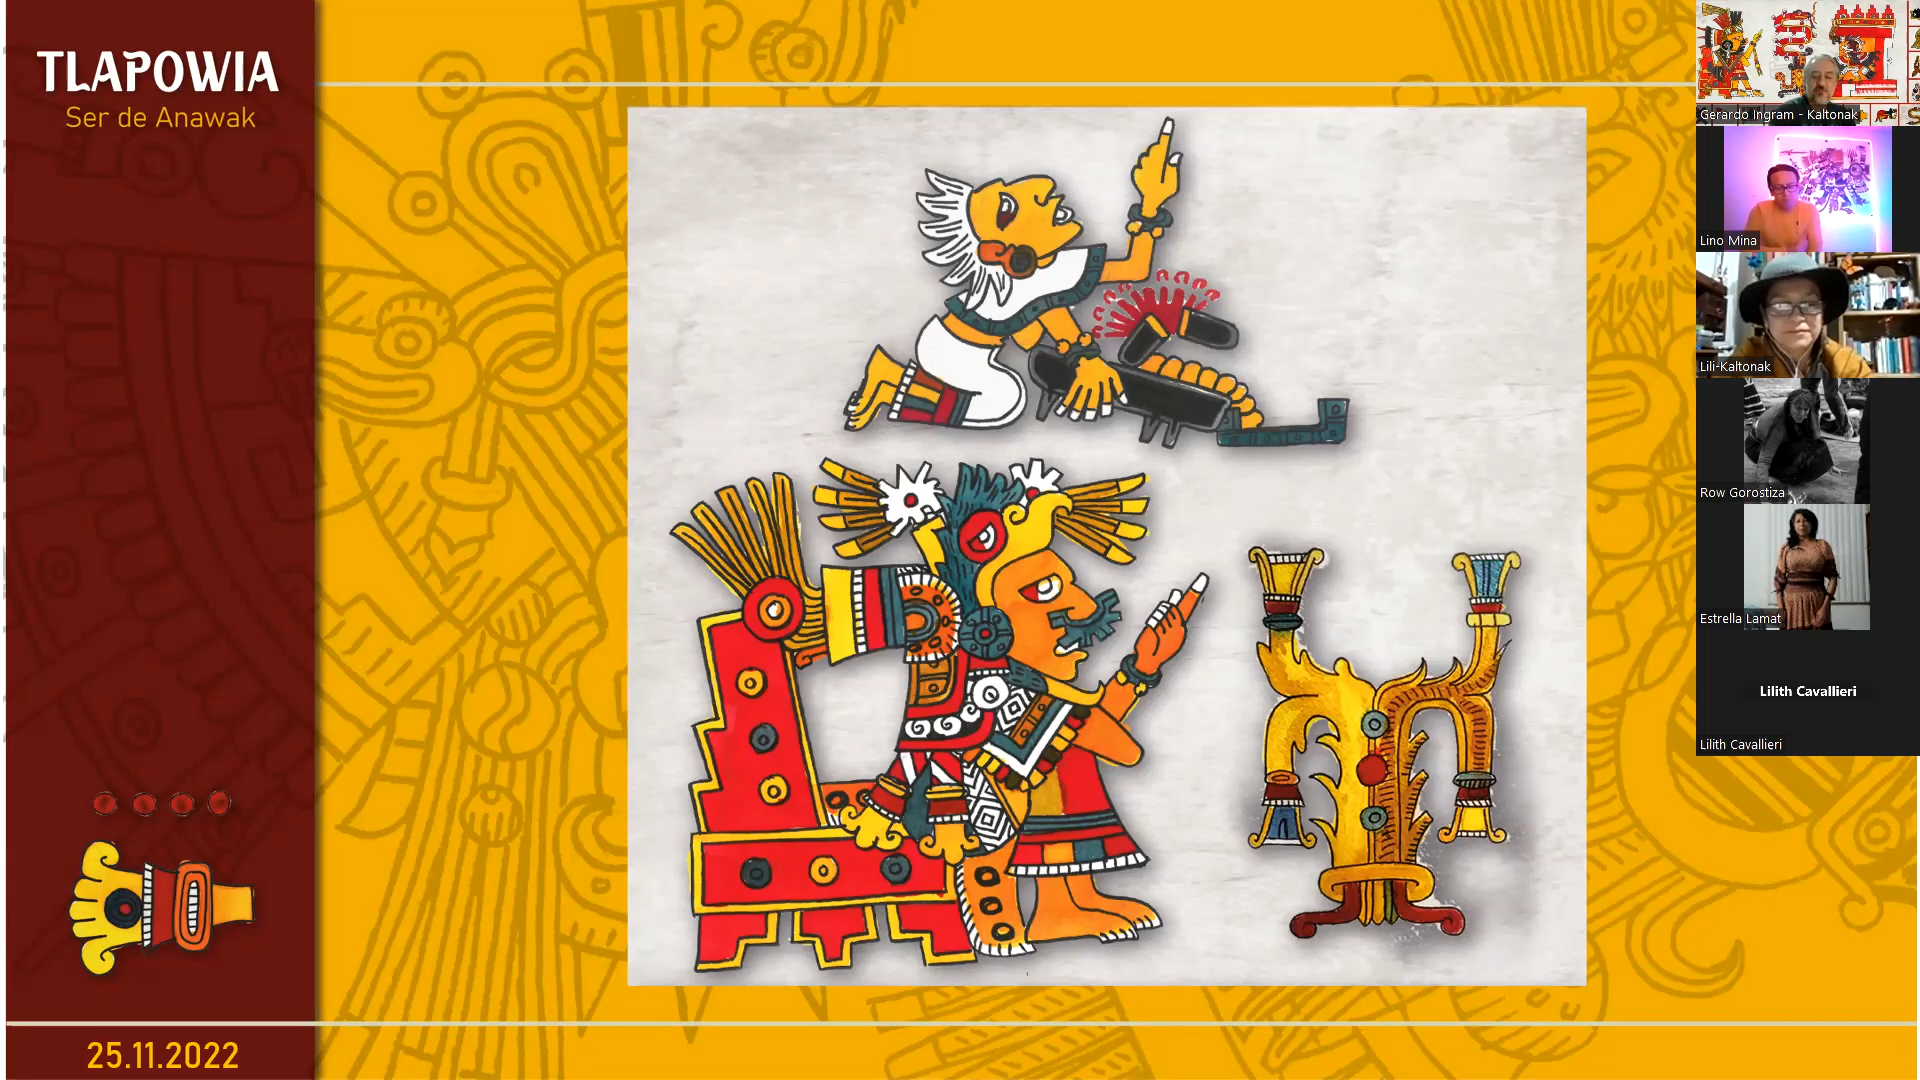 TLAPOWIA
Ser de Anawak
25.11.2022
Gerardo Ingram - Kaltonak
Lino Mina
Lili-Kaltonak
Row Gorostiza
Estrella Lamat
Lilith Cavallieri
Lilith Cavallieri